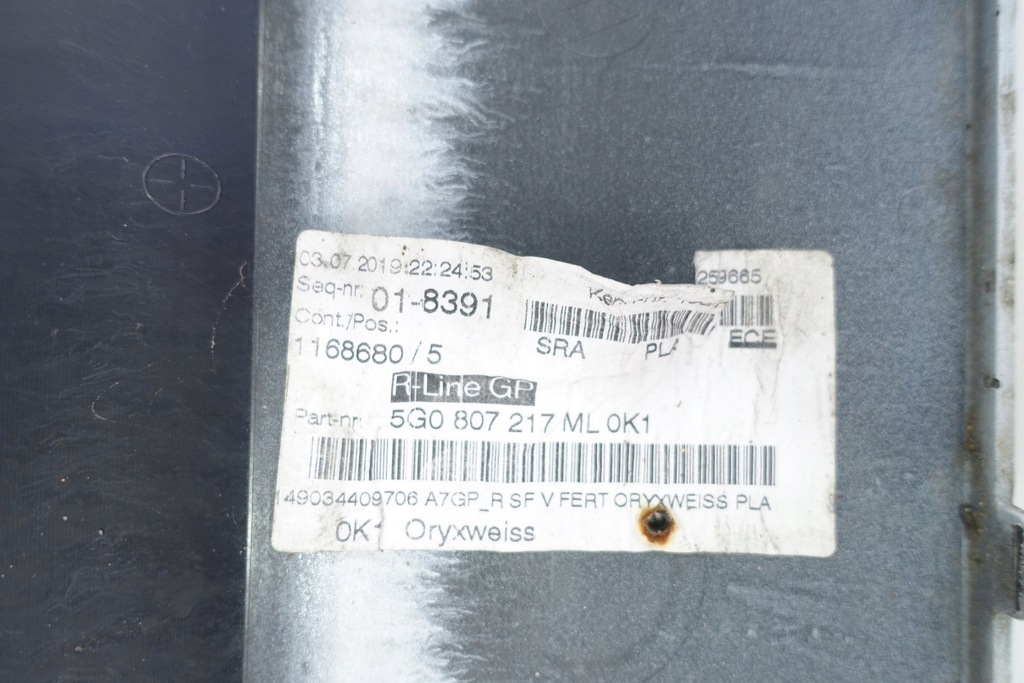 03.07.2019 22:24:53
259665
Seq-nr: 01-8391
Cont./Pos.:
SRA PLA ECE
1168680 / 5
R-Line GP
Part-nr: 5G0 807 217 ML 0K1
149034409706 A7GP_R SF V FERT ORYXWEISS PLA
0K1 Oryxweiss